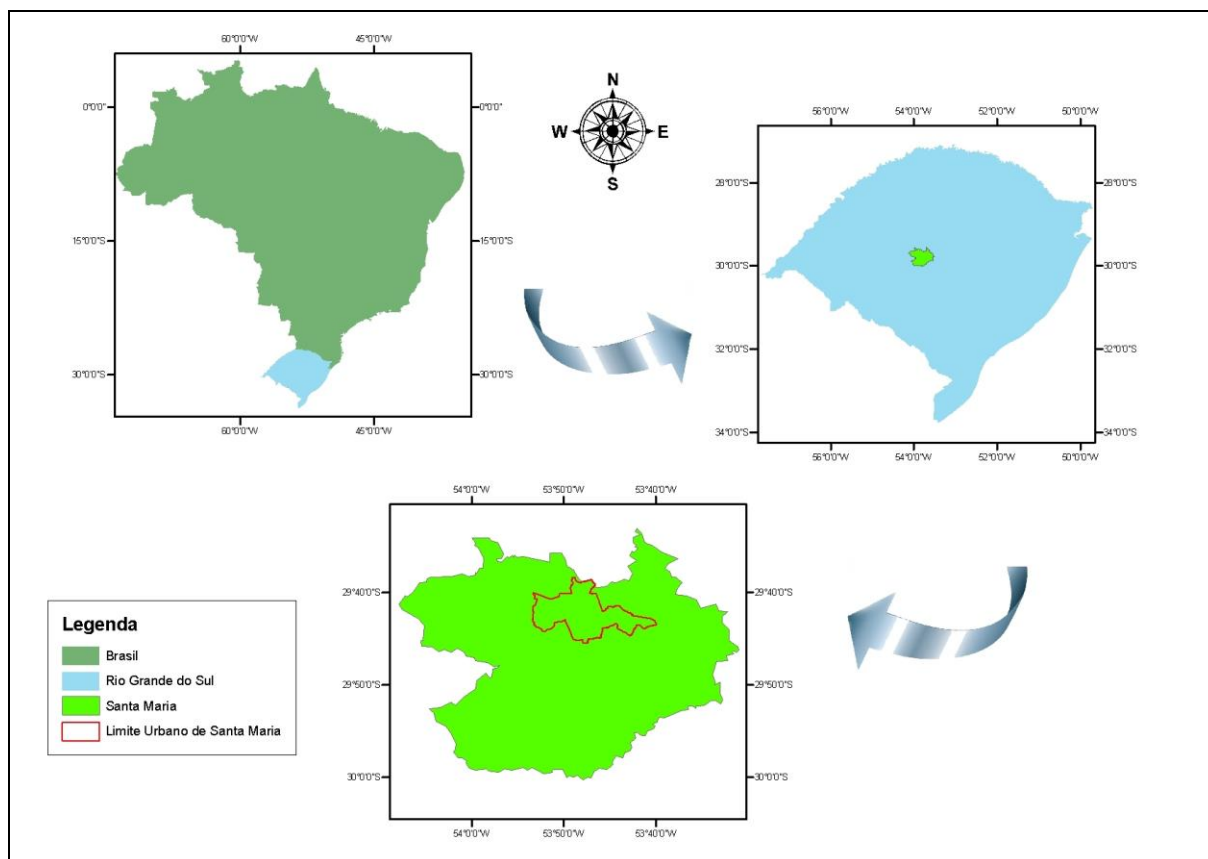 60°0'0"W 45°0'0"W
0°0'0" 0°0'0"
15°0'0"S 15°0'0"S
30°0'0"S 30°0'0"S
60°0'0"W 45°0'0"W
N
W E
S
56°0'0"W 54°0'0"W 52°0'0"W 50°0'0"W
28°0'0"S 28°0'0"S
30°0'0"S 30°0'0"S
32°0'0"S 32°0'0"S
34°0'0"S 34°0'0"S
56°0'0"W 54°0'0"W 52°0'0"W 50°0'0"W
54°0'0"W 53°50'0"W 53°40'0"W
29°40'0"S 29°40'0"S
29°50'0"S 29°50'0"S
30°0'0"S 30°0'0"S
54°0'0"W 53°50'0"W 53°40'0"W
Legenda
Brasil
Rio Grande do Sul
Santa Maria
Limite Urbano de Santa Maria